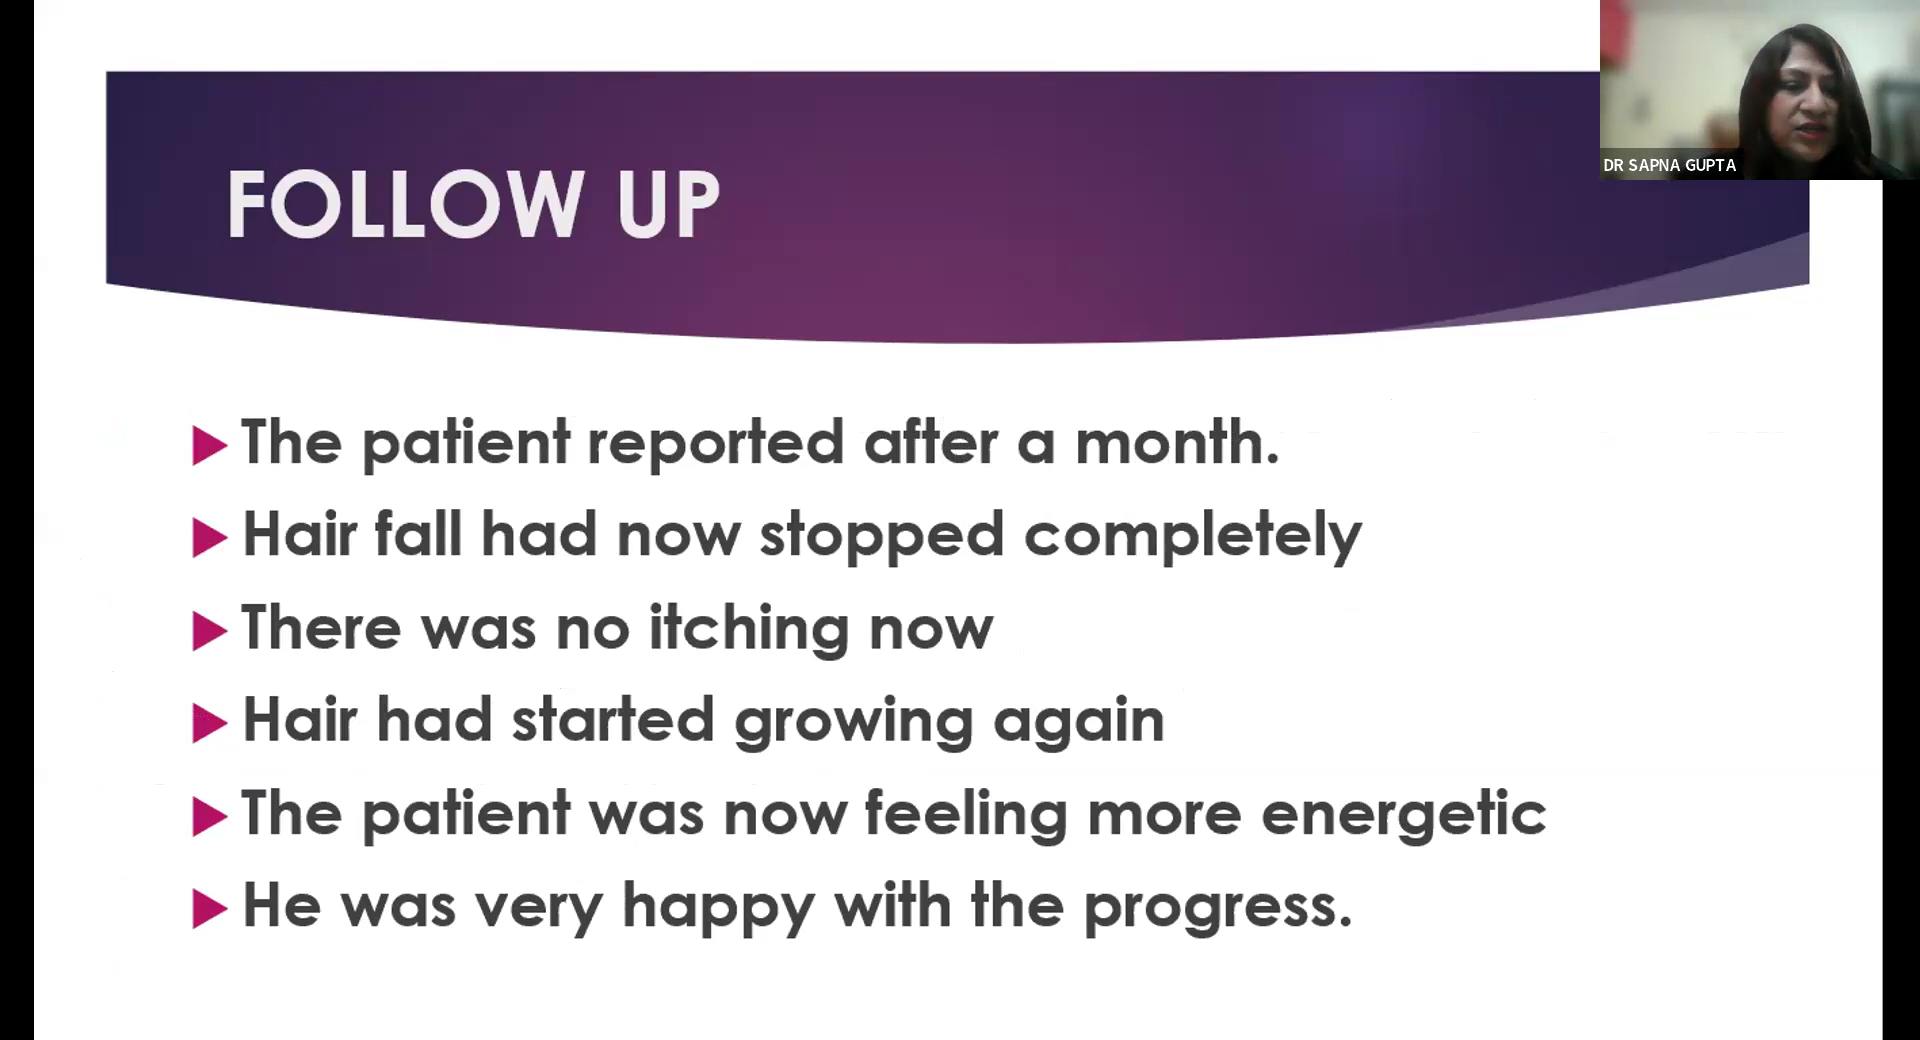 DR SAPNA GUPTA
FOLLOW UP
The patient reported after a month.
Hair fall had now stopped completely
There was no itching now
Hair had started growing again
The patient was now feeling more energetic
He was very happy with the progress.